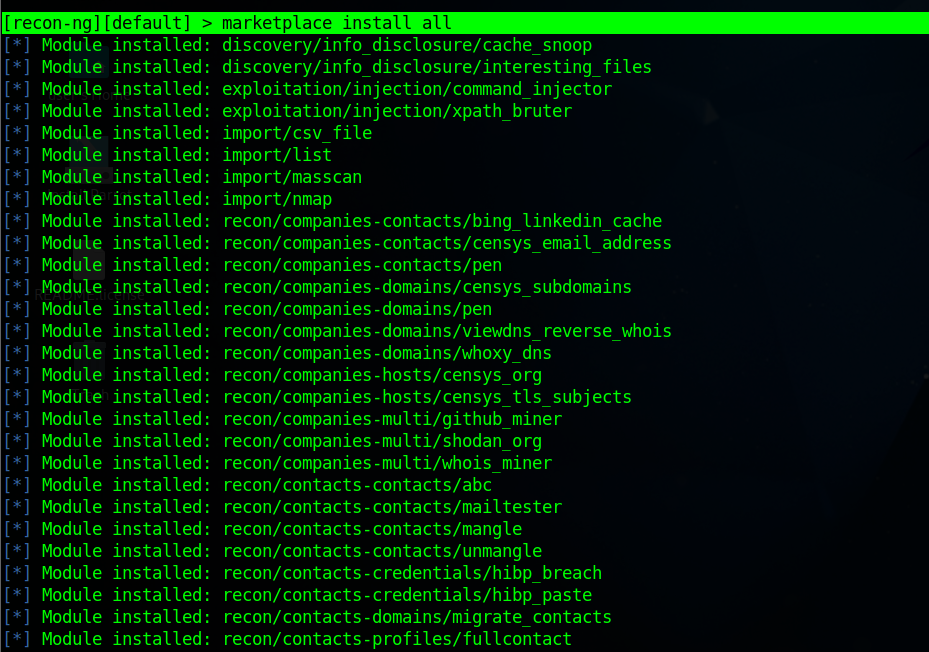 [recon-ng][default] > marketplace install all
[*] Module installed: discovery/info_disclosure/cache_snoop
[*] Module installed: discovery/info_disclosure/interesting_files
[*] Module installed: exploitation/injection/command_injector
[*] Module installed: exploitation/injection/xpath_bruter
[*] Module installed: import/csv_file
[*] Module installed: import/list
[*] Module installed: import/masscan
[*] Module installed: import/nmap
[*] Module installed: recon/companies-contacts/bing_linkedin_cache
[*] Module installed: recon/companies-contacts/censys_email_address
[*] Module installed: recon/companies-contacts/pen
[*] Module installed: recon/companies-domains/censys_subdomains
[*] Module installed: recon/companies-domains/pen
[*] Module installed: recon/companies-domains/viewdns_reverse_whois
[*] Module installed: recon/companies-domains/whoxy_dns
[*] Module installed: recon/companies-hosts/censys_org
[*] Module installed: recon/companies-hosts/censys_tls_subjects
[*] Module installed: recon/companies-multi/github_miner
[*] Module installed: recon/companies-multi/shodan_org
[*] Module installed: recon/companies-multi/whois_miner
[*] Module installed: recon/contacts-contacts/abc
[*] Module installed: recon/contacts-contacts/mailtester
[*] Module installed: recon/contacts-contacts/mangle
[*] Module installed: recon/contacts-contacts/unmangle
[*] Module installed: recon/contacts-credentials/hibp_breach
[*] Module installed: recon/contacts-credentials/hibp_paste
[*] Module installed: recon/contacts-domains/migrate_contacts
[*] Module installed: recon/contacts-profiles/fullcontact